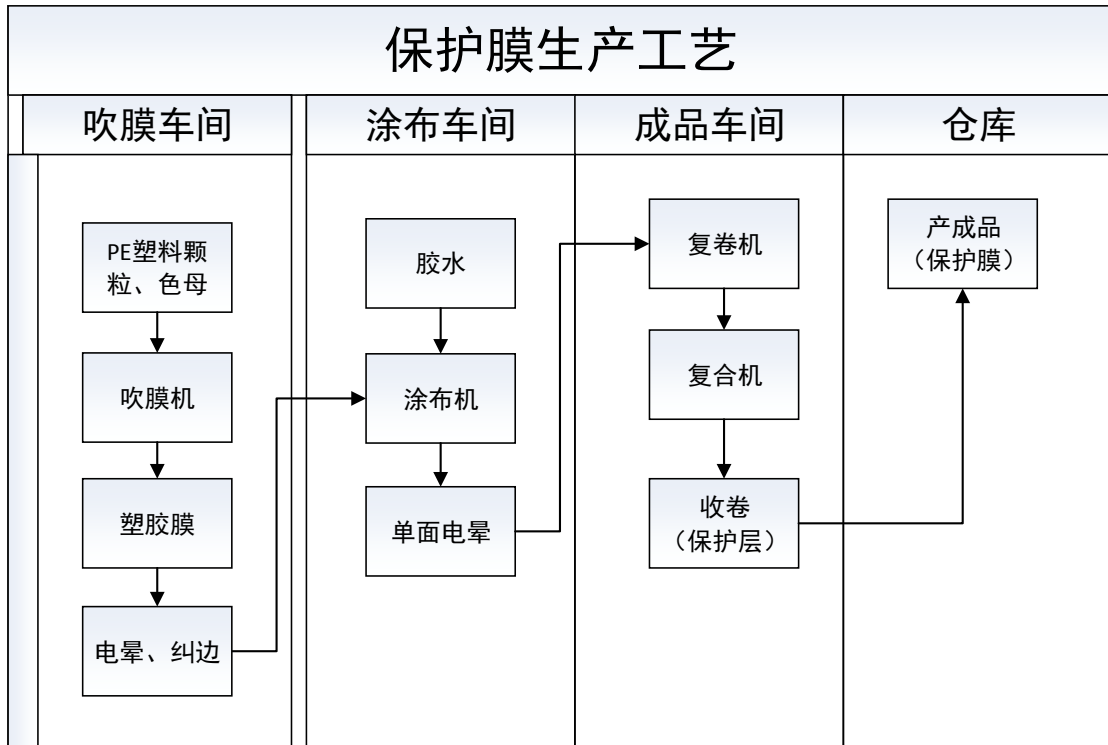 保护膜生产工艺
吹膜车间
涂布车间
成品车间
仓库
PE塑料颗
粒、色母
吹膜机
塑胶膜
电晕、纠边
胶水
涂布机
单面电晕
复卷机
复合机
收卷
（保护层）
产成品
（保护膜）